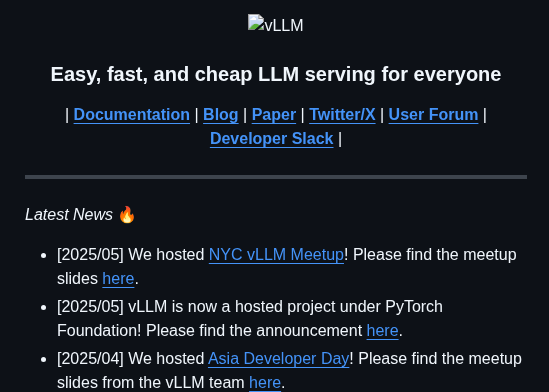 vLLM
Easy, fast, and cheap LLM serving for everyone
| Documentation | Blog | Paper | Twitter/X | User Forum |
Developer Slack |
Latest News 🔥
• [2025/05] We hosted NYC vLLM Meetup! Please find the meetup
slides here.
• [2025/05] vLLM is now a hosted project under PyTorch
Foundation! Please find the announcement here.
• [2025/04] We hosted Asia Developer Day! Please find the meetup
slides from the vLLM team here.